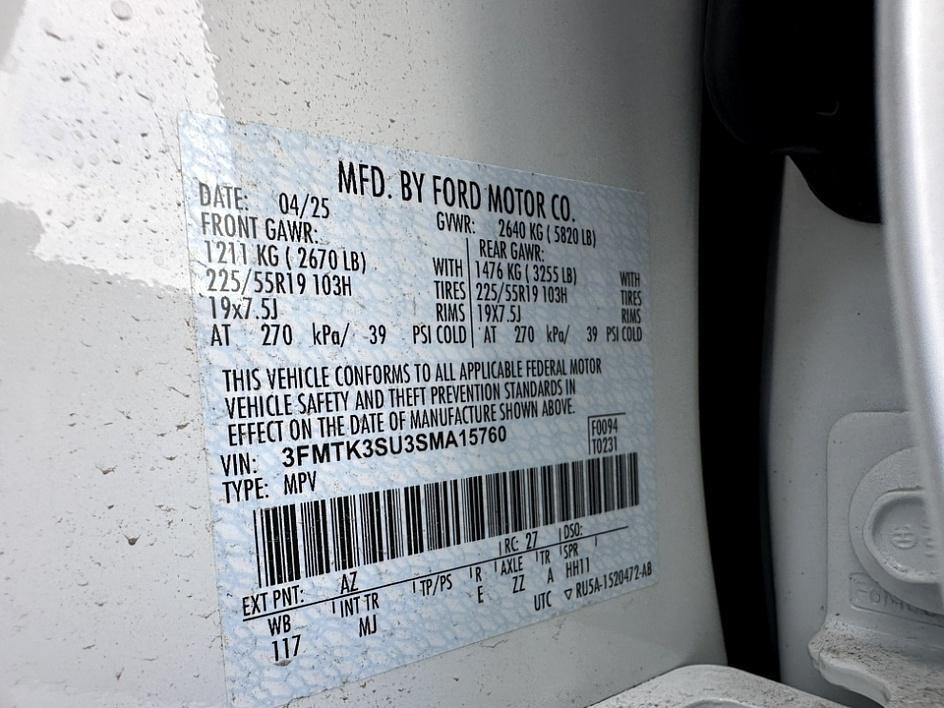 MFD. BY FORD MOTOR CO.
DATE: 04/25 GVWR: 2640 KG ( 5820 LB)
FRONT GAWR: REAR GAWR:
1211 KG ( 2670 LB) WITH 1476 KG ( 3255 LB) WITH
225/55R19 103H TIRES 225/55R19 103H TIRES
19x7.5J RIMS 19X7.5J RIMS
AT 270 kPa/ 39 PSI COLD AT 270 kPa/ 39 PSI COLD
THIS VEHICLE CONFORMS TO ALL APPLICABLE FEDERAL MOTOR
VEHICLE SAFETY AND THEFT PREVENTION STANDARDS IN
EFFECT ON THE DATE OF MANUFACTURE SHOWN ABOVE.
VIN: 3FMTK3SU3SMA15760 F0094
TYPE: MPV T0231
EXT PNT: AZ RC: 27 DSO:
WB INT TR TP/PS R AXLE TR SPR
117 MJ E ZZ A HH11
UTC ▽ RU5A-1520472-AB